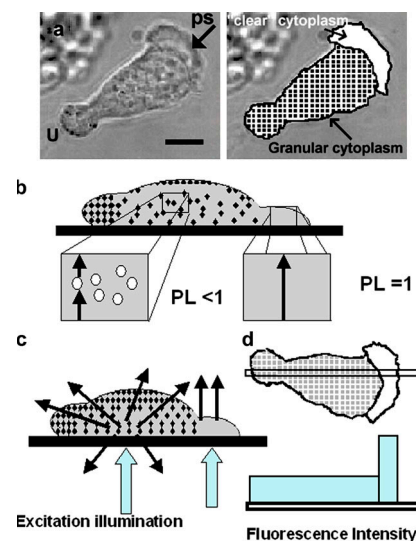 a
ps
U
"clear" cytoplasm
Granular cytoplasm
b
PL <1
PL =1
c
d
Excitation illumination
Fluorescence Intensity